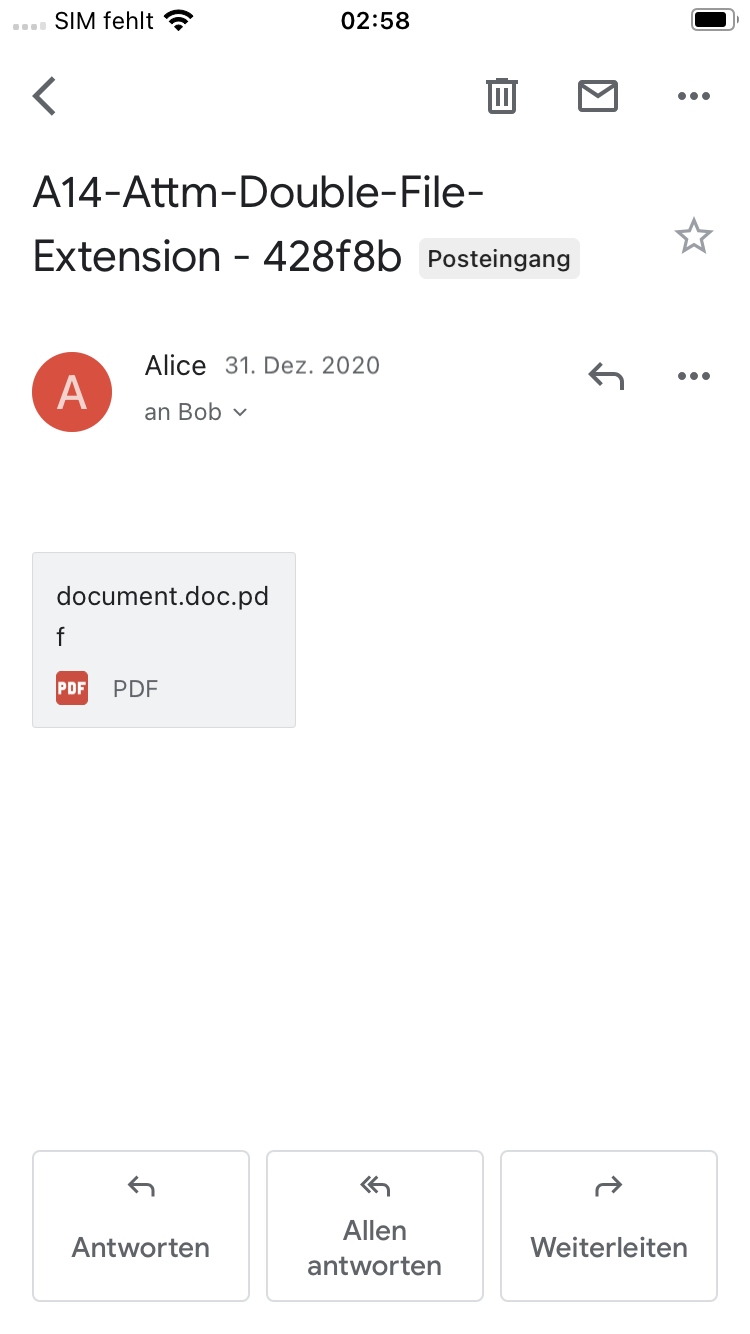 SIM fehlt 02:58
A14-Attm-Double-File-
Extension - 428f8b Posteingang
A
Alice 31. Dez. 2020
an Bob
document.doc.pd
f
PDF PDF
Antworten
Allen
antworten
Weiterleiten